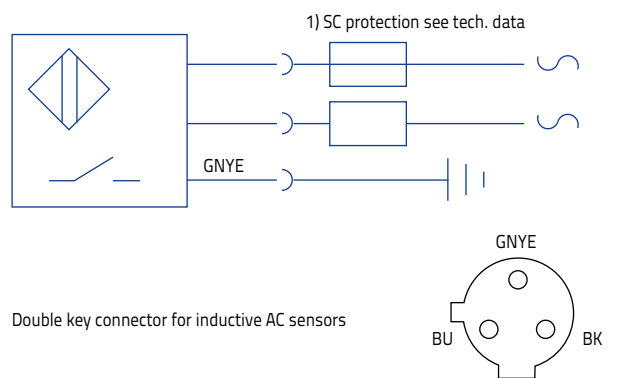 1) SC protection see tech. data
GNYE
GNYE
Double key connector for inductive AC sensors
BU
BK